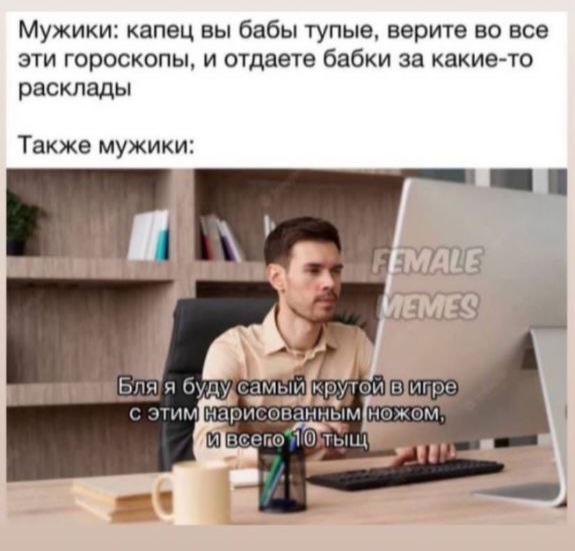 Мужики: капец вы бабы тупые, верите во все
эти гороскопы, и отдаете бабки за какие-то
расклады
Также мужики:
FEMALE
MEMES
Бля я буду самый крутой в игре
с этим нарисованным ножом,
и всего 10 тыщ